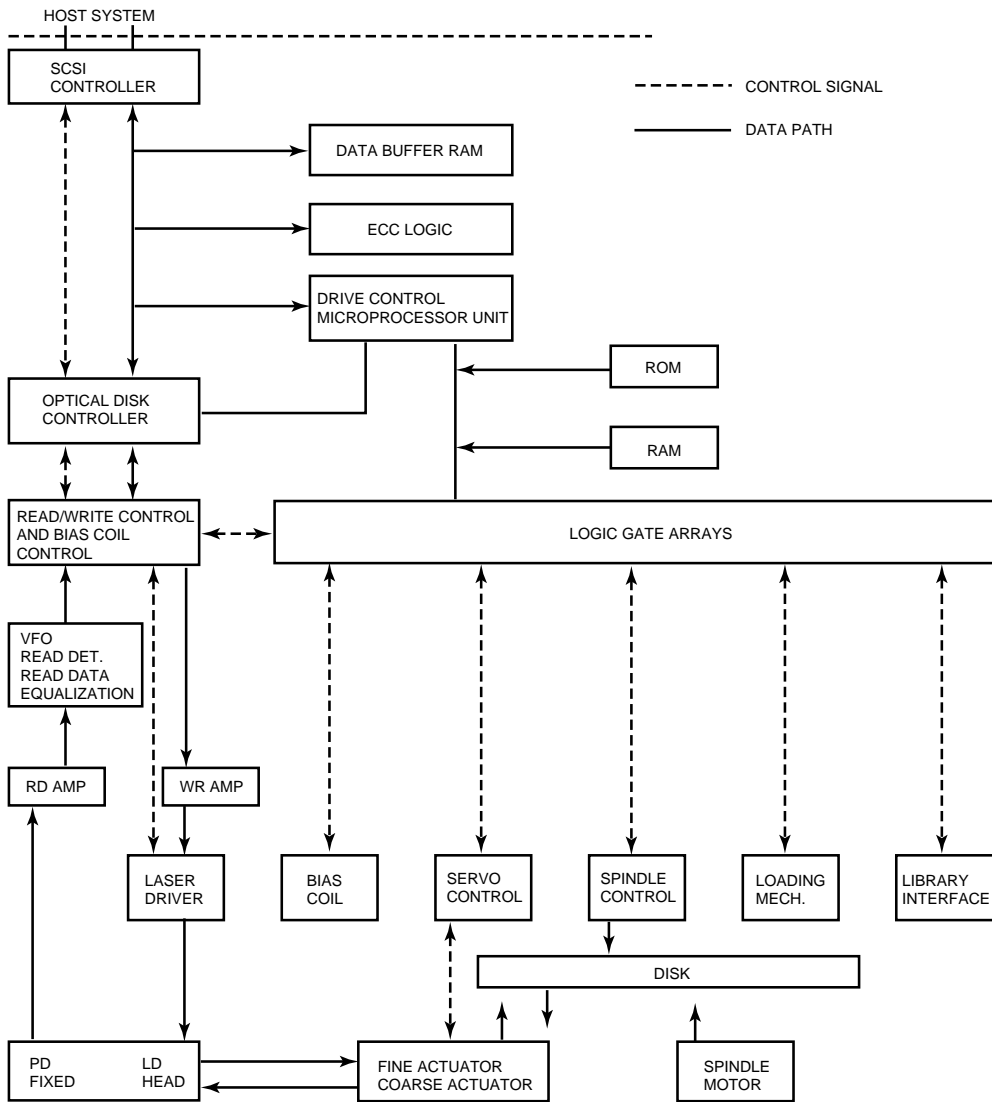 HOST SYSTEM
SCSI
CONTROLLER
CONTROL SIGNAL
DATA PATH
DATA BUFFER RAM
ECC LOGIC
DRIVE CONTROL
MICROPROCESSOR UNIT
ROM
OPTICAL DISK
CONTROLLER
RAM
READ/WRITE CONTROL
AND BIAS COIL
CONTROL
LOGIC GATE ARRAYS
VFO
READ DET.
READ DATA
EQUALIZATION
RD AMP
WR AMP
LASER
DRIVER
BIAS
COIL
SERVO
CONTROL
SPINDLE
CONTROL
LOADING
MECH.
LIBRARY
INTERFACE
DISK
PD
FIXED
LD
HEAD
FINE ACTUATOR
COARSE ACTUATOR
SPINDLE
MOTOR